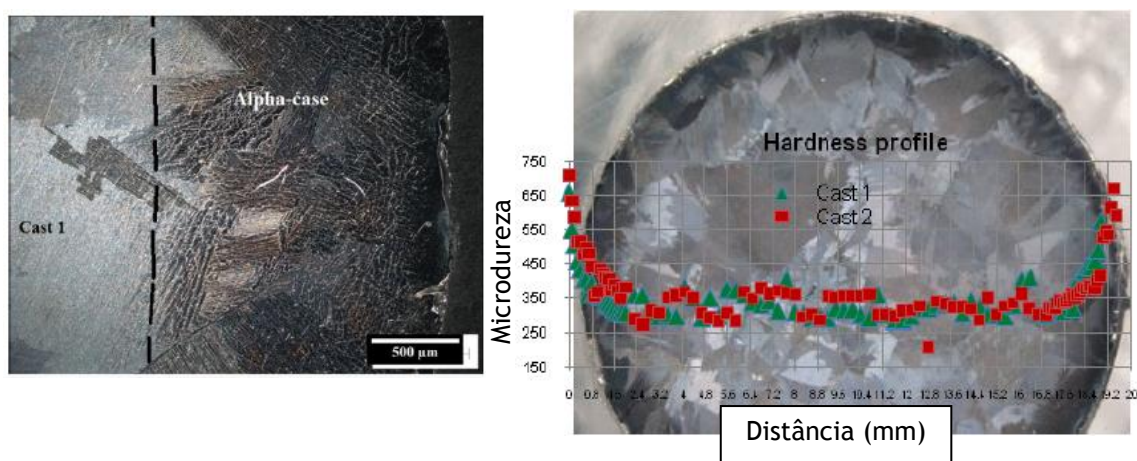 Alpha-case
Cast 1
500 µm
Hardness profile
Cast 1
Cast 2
Microdureza
750
650
550
450
350
250
150
0 0.8 1.6 2.4 3.2 4 4.8 5.6 6.4 7.2 8 8.8 9.6 10.4 11.2 12 12.8 13.6 14.4 15.2 16 16.8 17.6 18.4 19.2 20
Distância (mm)